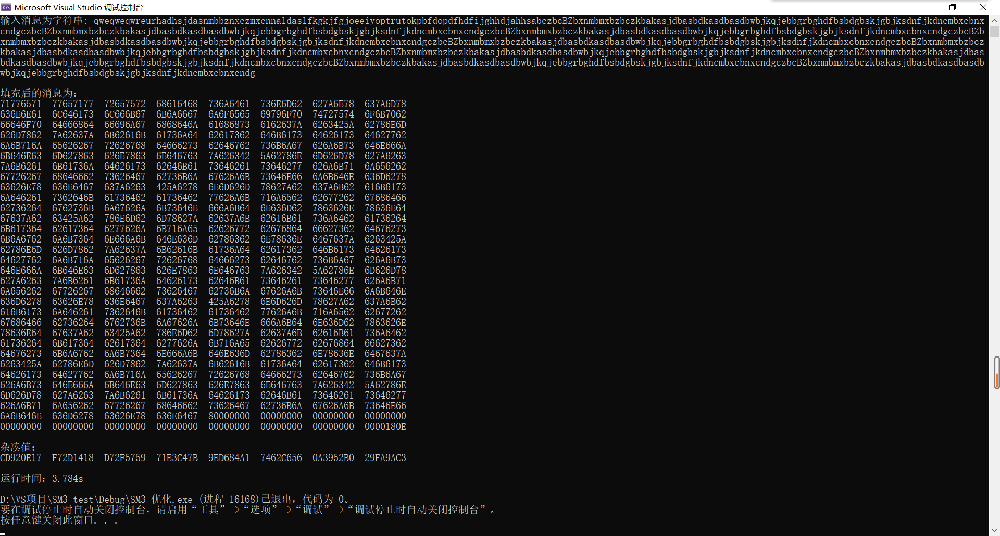 Microsoft Visual Studio 调试控制台
输入消息为字符串: qweqweqwreurhadhsjdasnmbbznxczmxcnnaldaslfkgkjfgjoeeiyoptrutokpbfdopdfhdfijghhdjahhsabczbcBZbxnmbmxbzbczkbakasjdbasbdkasdbasdbwbjkqjebbgrbghdfbsbdgbskjgbjksdnfjkdncmbxcbnx
cndgczbcBZbxnmbmxbzbczkbakasjdbasbdkasdbasdbwbjkqjebbgrbghdfbsbdgbskjgbjksdnfjkdncmbxcbnxcndgczbcBZbxnmbmxbzbczkbakasjdbasbdkasdbasdbwbjkqjebbgrbghdfbsbdgbskjgbjksdnfjkdncmbxcbnxcndgczbcBZb
xnmbmxbzbczkbakasjdbasbdkasdbasdbwbjkqjebbgrbghdfbsbdgbskjgbjksdnfjkdncmbxcbnxcndgczbcBZbxnmbmxbzbczkbakasjdbasbdkasdbasdbwbjkqjebbgrbghdfbsbdgbskjgbjksdnfjkdncmbxcbnxcndgczbcBZbxnmbmxbzbcz
kbakasjdbasbdkasdbasdbwbjkqjebbgrbghdfbsbdgbskjgbjksdnfjkdncmbxcbnxcndgczbcBZbxnmbmxbzbczkbakasjdbasbdkasdbasdbwbjkqjebbgrbghdfbsbdgbskjgbjksdnfjkdncmbxcbnxcndgczbcBZbxnmbmxbzbczkbakasjdbas
bdkasdbasdbwbjkqjebbgrbghdfbsbdgbskjgbjksdnfjkdncmbxcbnxcndgczbcBZbxnmbmxbzbczkbakasjdbasbdkasdbasdbwbjkqjebbgrbghdfbsbdgbskjgbjksdnfjkdncmbxcbnxcndgczbcBZbxnmbmxbzbczkbakasjdbasbdkasdbasdb
wbjkqjebbgrbghdfbsbdgbskjgbjksdnfjkdncmbxcbnxcndg
填充后的消息为:
71776571 77657177 72657572 68616468 736A6461 736E6D62 627A6E78 637A6D78
636E6E61 6C646173 6C666B67 6B6A6667 6A6F6565 69796F70 74727574 6F6B7062
66646F70 64666864 66696A67 6868646A 61686873 6162637A 6263425A 62786E6D
626D7862 7A62637A 6B62616B 61736A64 62617362 646B6173 64626173 64627762
6A6B716A 65626267 72626768 64666273 62646762 736B6A67 626A6B73 646E666A
6B646E63 6D627863 626E7863 6E646763 7A626342 5A62786E 6D626D78 627A6263
7A6B6261 6B61736A 64626173 62646B61 73646261 73646277 626A6B71 6A656262
67726267 68646662 73626467 62736B6A 67626A6B 73646E66 6A6B646E 636D6278
63626E78 636E6467 637A6263 425A6278 6E6D626D 78627A62 637A6B62 616B6173
6A646261 7362646B 61736462 61736462 77626A6B 716A6562 62677262 67686466
62736264 6762736B 6A67626A 6B73646E 666A6B64 6E636D62 7863626E 78636E64
67637A62 63425A62 786E6D62 6D78627A 62637A6B 62616B61 736A6462 61736264
6B617364 62617364 6277626A 6B716A65 62626772 62676864 66627362 64676273
6B6A6762 6A6B7364 6E666A6B 646E636D 62786362 6E78636E 6467637A 6263425A
62786E6D 626D7862 7A62637A 6B62616B 61736A64 62617362 646B6173 64626173
64627762 6A6B716A 65626267 72626768 64666273 62646762 736B6A67 626A6B73
646E666A 6B646E63 6D627863 626E7863 6E646763 7A626342 5A62786E 6D626D78
627A6263 7A6B6261 6B61736A 64626173 62646B61 73646261 73646277 626A6B71
6A656262 67726267 68646662 73626467 62736B6A 67626A6B 73646E66 6A6B646E
636D6278 63626E78 636E6467 637A6263 425A6278 6E6D626D 78627A62 637A6B62
616B6173 6A646261 7362646B 61736462 61736462 77626A6B 716A6562 62677262
67686466 62736264 6762736B 6A67626A 6B73646E 666A6B64 6E636D62 7863626E
78636E64 67637A62 63425A62 786E6D62 6D78627A 62637A6B 62616B61 736A6462
61736264 6B617364 62617364 6277626A 6B716A65 62626772 62676864 66627362
64676273 6B6A6762 6A6B7364 6E666A6B 646E636D 62786362 6E78636E 6467637A
6263425A 62786E6D 626D7862 7A62637A 6B62616B 61736A64 62617362 646B6173
64626173 64627762 6A6B716A 65626267 72626768 64666273 62646762 736B6A67
626A6B73 646E666A 6B646E63 6D627863 626E7863 6E646763 7A626342 5A62786E
6D626D78 627A6263 7A6B6261 6B61736A 64626173 62646B61 73646261 73646277
626A6B71 6A656262 67726267 68646662 73626467 62736B6A 67626A6B 73646E66
6A6B646E 636D6278 63626E78 636E6467 80000000 00000000 00000000 00000000
00000000 00000000 00000000 00000000 00000000 00000000 00000000 0000180E
杂凑值:
CD920E17 F72D1418 D72F5759 71E3C47B 9ED684A1 7462C656 0A3952B0 29FA9AC3
运行时间: 3.784s
D:\VS项目\SM3_test\Debug\SM3_优化.exe (进程 16168)已退出，代码为 0。
要在调试停止时自动关闭控制台，请启用“工具”->“选项”->“调试”->“调试停止时自动关闭控制台”。
按任意键关闭此窗口. . .